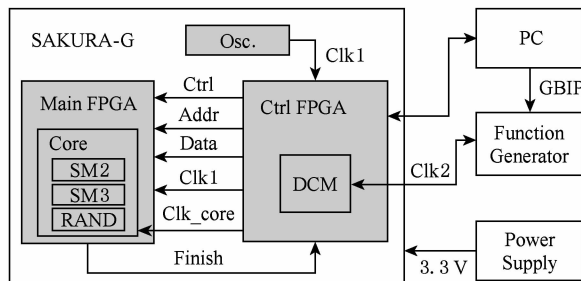 SAKURA-G
Osc.
Clk1
PC
GBIP
Main FPGA
Core
SM2
SM3
RAND
Ctrl
Addr
Data
Clk1
Clk_core
Finish
Ctrl FPGA
DCM
Clk2
Function
Generator
3.3 V
Power
Supply